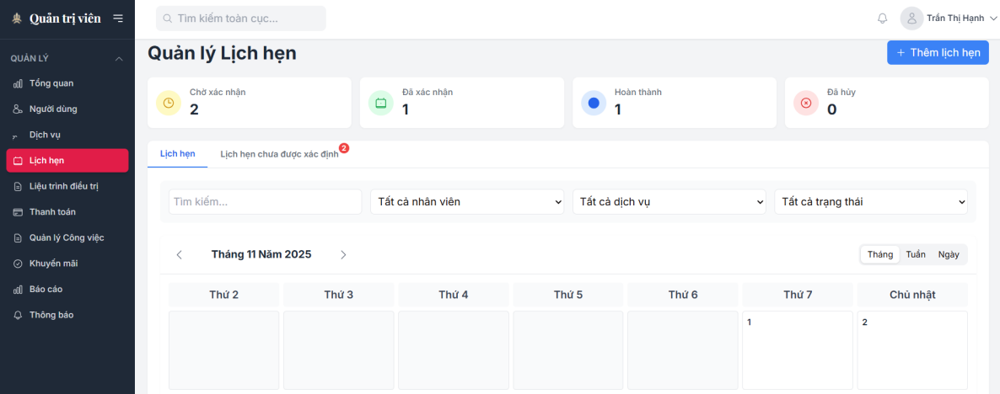 Quản trị viên
Tìm kiếm toàn cục...
Trần Thị Hạnh
QUẢN LÝ
Tổng quan
Người dùng
Dịch vụ
Lịch hẹn
Liệu trình điều trị
Thanh toán
Quản lý Công việc
Khuyến mãi
Báo cáo
Thông báo
Quản lý Lịch hẹn
+ Thêm lịch hẹn
Chờ xác nhận
2
Đã xác nhận
1
Hoàn thành
1
Đã hủy
0
Lịch hẹn
Lịch hẹn chưa được xác định
2
Tìm kiếm...
Tất cả nhân viên
Tất cả dịch vụ
Tất cả trạng thái
Tháng 11 Năm 2025
Tháng Tuần Ngày
Thứ 2 Thứ 3 Thứ 4 Thứ 5 Thứ 6 Thứ 7 Chủ nhật
1 2